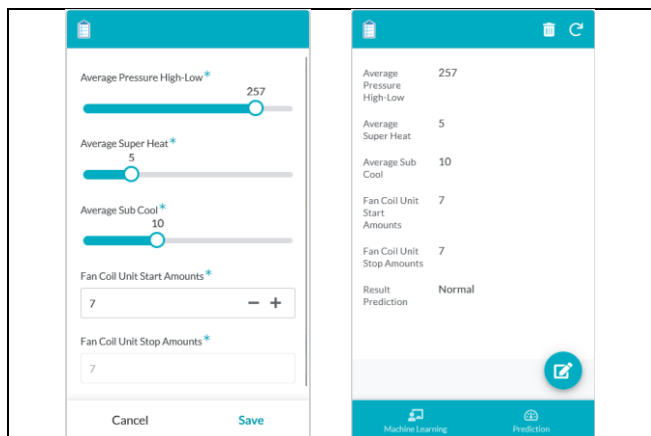 Average Pressure High-Low*
257
Average Super Heat*
5
Average Sub Cool*
10
Fan Coil Unit Start Amounts*
7
Fan Coil Unit Stop Amounts*
7
Cancel Save
Average 257
Pressure
High-Low
Average 5
Super Heat
Average Sub 10
Cool
Fan Coil Unit 7
Start
Amounts
Fan Coil Unit 7
Stop Amounts
Result Normal
Prediction
Machine Learning Prediction